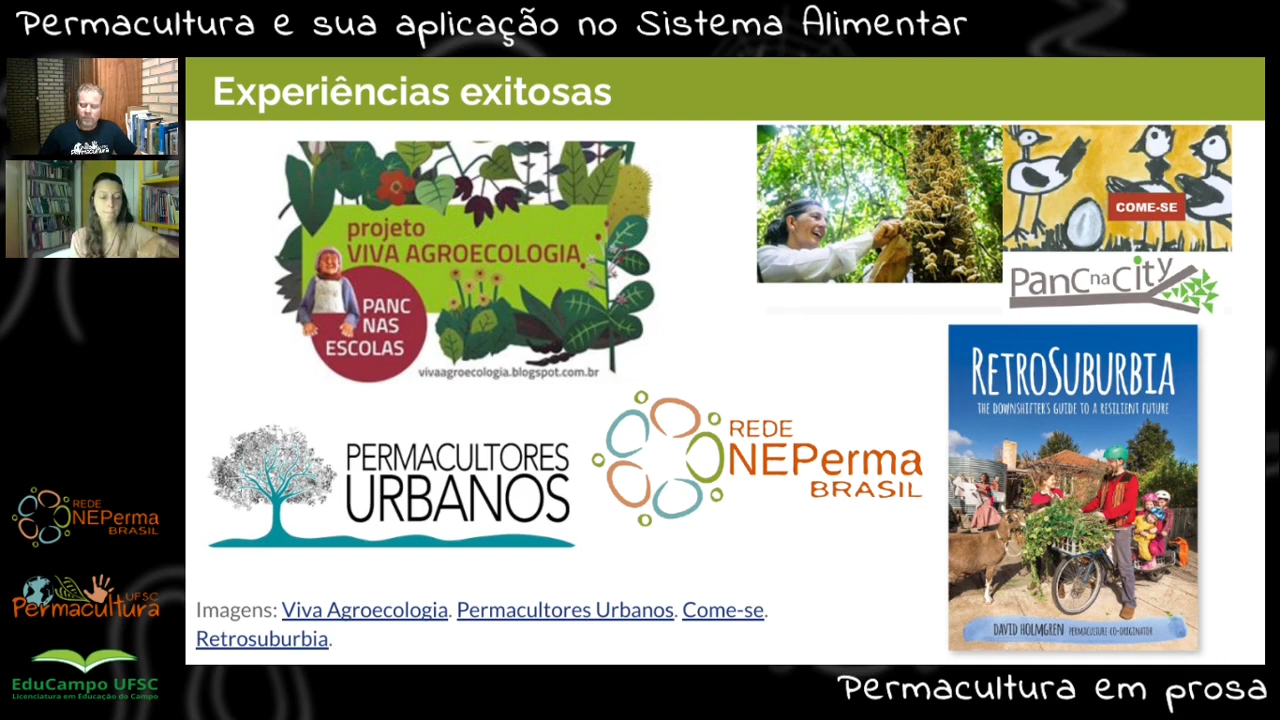 Permacultura e sua aplicação no Sistema Alimentar
Experiências exitosas
projeto
VIVA AGROECOLOGIA
PANC
NAS
ESCOLAS
vivaagroecologia.blogspot.com.br
COME-SE
PANC na City
RETROSUBURBIA
THE DOWNSHIFTER'S GUIDE TO A RESILIENT FUTURE
DAVID HOLMGREN PERMACULTURE CO-ORIGINATOR
PERMACULTORES
URBANOS
REDE
NEPerma
BRASIL
Imagens: Viva Agroecologia. Permacultores Urbanos. Come-se.
Retrosuburbia.
Permacultura
REDE
NEPerma
BRASIL
UFSC
Permacultura
EduCampo UFSC
Licenciatura em Educação do Campo
Permacultura em prosa